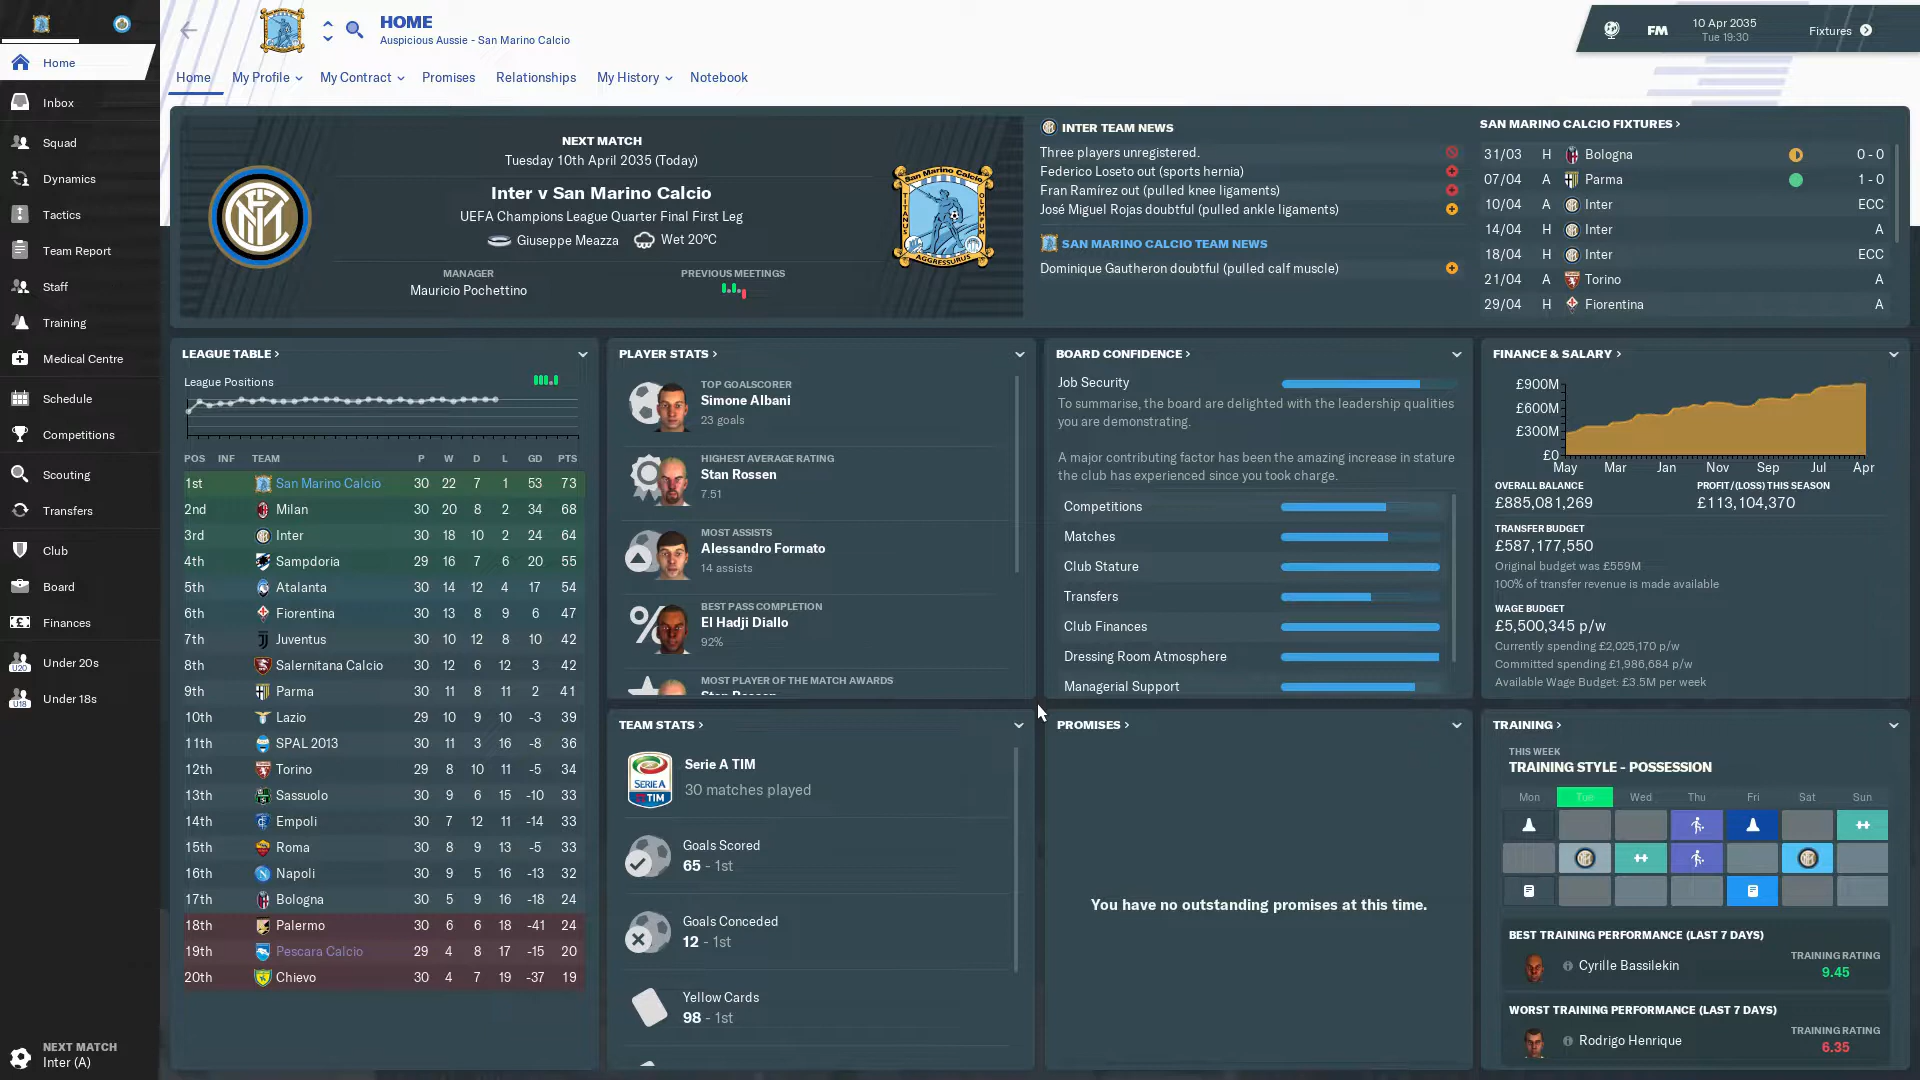 HOME
Auspicious Aussie - San Marino Calcio
FM
10 Apr 2035
Tue 19:30
Fixtures
Home
My Profile
My Contract
Promises
Relationships
My History
Notebook
Home
Inbox
Squad
Dynamics
Tactics
Team Report
Staff
Training
Medical Centre
Schedule
Competitions
Scouting
Transfers
Club
Board
Finances
U20
Under 20s
U18
Under 18s
NEXT MATCH
Inter (A)
NEXT MATCH
Tuesday 10th April 2035 (Today)
Inter v San Marino Calcio
UEFA Champions League Quarter Final First Leg
Giuseppe Meazza
Wet 20ºC
MANAGER
Mauricio Pochettino
PREVIOUS MEETINGS
INTER TEAM NEWS
Three players unregistered.
Federico Loseto out (sports hernia)
Fran Ramírez out (pulled knee ligaments)
José Miguel Rojas doubtful (pulled ankle ligaments)
SAN MARINO CALCIO TEAM NEWS
Dominique Gautheron doubtful (pulled calf muscle)
SAN MARINO CALCIO FIXTURES >
31/03 H Bologna 0 - 0
07/04 A Parma 1 - 0
10/04 A Inter ECC
14/04 H Inter A
18/04 H Inter ECC
21/04 A Torino A
29/04 H Fiorentina A
LEAGUE TABLE >
League Positions
POS INF TEAM P W D L GD PTS
1st San Marino Calcio 30 22 7 1 53 73
2nd Milan 30 20 8 2 34 68
3rd Inter 30 18 10 2 24 64
4th Sampdoria 29 16 7 6 20 55
5th Atalanta 30 14 12 4 17 54
6th Fiorentina 30 13 8 9 6 47
7th Juventus 30 10 12 8 10 42
8th Salernitana Calcio 30 12 6 12 3 42
9th Parma 30 11 8 11 2 41
10th Lazio 29 10 9 10 -3 39
11th SPAL 2013 30 11 3 16 -8 36
12th Torino 29 8 10 11 -5 34
13th Sassuolo 30 9 6 15 -10 33
14th Empoli 30 7 12 11 -14 33
15th Roma 30 8 9 13 -5 33
16th Napoli 30 9 5 16 -13 32
17th Bologna 30 5 9 16 -18 24
18th Palermo 30 6 6 18 -41 24
19th Pescara Calcio 29 4 8 17 -15 20
20th Chievo 30 4 7 19 -37 19
PLAYER STATS >
TOP GOALSCORER
Simone Albani
23 goals
HIGHEST AVERAGE RATING
Stan Rossen
7.51
MOST ASSISTS
Alessandro Formato
14 assists
BEST PASS COMPLETION
El Hadji Diallo
92%
MOST PLAYER OF THE MATCH AWARDS
Stan Rossen
TEAM STATS >
SERIE A
TIM
Serie A TIM
30 matches played
Goals Scored
65 - 1st
Goals Conceded
12 - 1st
Yellow Cards
98 - 1st
BOARD CONFIDENCE >
Job Security
To summarise, the board are delighted with the leadership qualities
you are demonstrating.
A major contributing factor has been the amazing increase in stature
the club has experienced since you took charge.
Competitions
Matches
Club Stature
Transfers
Club Finances
Dressing Room Atmosphere
Managerial Support
PROMISES >
You have no outstanding promises at this time.
FINANCE & SALARY >
£900M
£600M
£300M
£0
May Mar Jan Nov Sep Jul Apr
OVERALL BALANCE
£885,081,269
PROFIT/(LOSS) THIS SEASON
£113,104,370
TRANSFER BUDGET
£587,177,550
Original budget was £559M
100% of transfer revenue is made available
WAGE BUDGET
£5,500,345 p/w
Currently spending £2,025,170 p/w
Committed spending £1,986,684 p/w
Available Wage Budget: £3.5M per week
TRAINING >
THIS WEEK
TRAINING STYLE - POSSESSION
Mon Tue Wed Thu Fri Sat Sun
BEST TRAINING PERFORMANCE (LAST 7 DAYS)
Cyrille Bassilekin
TRAINING RATING
9.45
WORST TRAINING PERFORMANCE (LAST 7 DAYS)
Rodrigo Henrique
TRAINING RATING
6.35